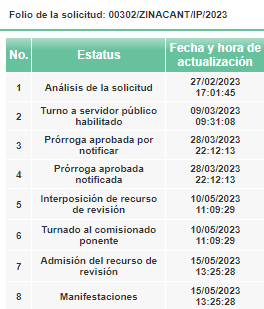 Folio de la solicitud: 00302/ZINACANT/IP/2023
No. Estatus Fecha y hora de actualización
1 Análisis de la solicitud 27/02/2023 17:01:45
2 Turno a servidor público habilitado 09/03/2023 09:31:08
3 Prórroga aprobada por notificar 28/03/2023 22:12:13
4 Prórroga aprobada notificada 28/03/2023 22:12:13
5 Interposición de recurso de revisión 10/05/2023 11:09:29
6 Turnado al comisionado ponente 10/05/2023 11:09:29
7 Admisión del recurso de revisión 15/05/2023 13:25:28
8 Manifestaciones 15/05/2023 13:25:28